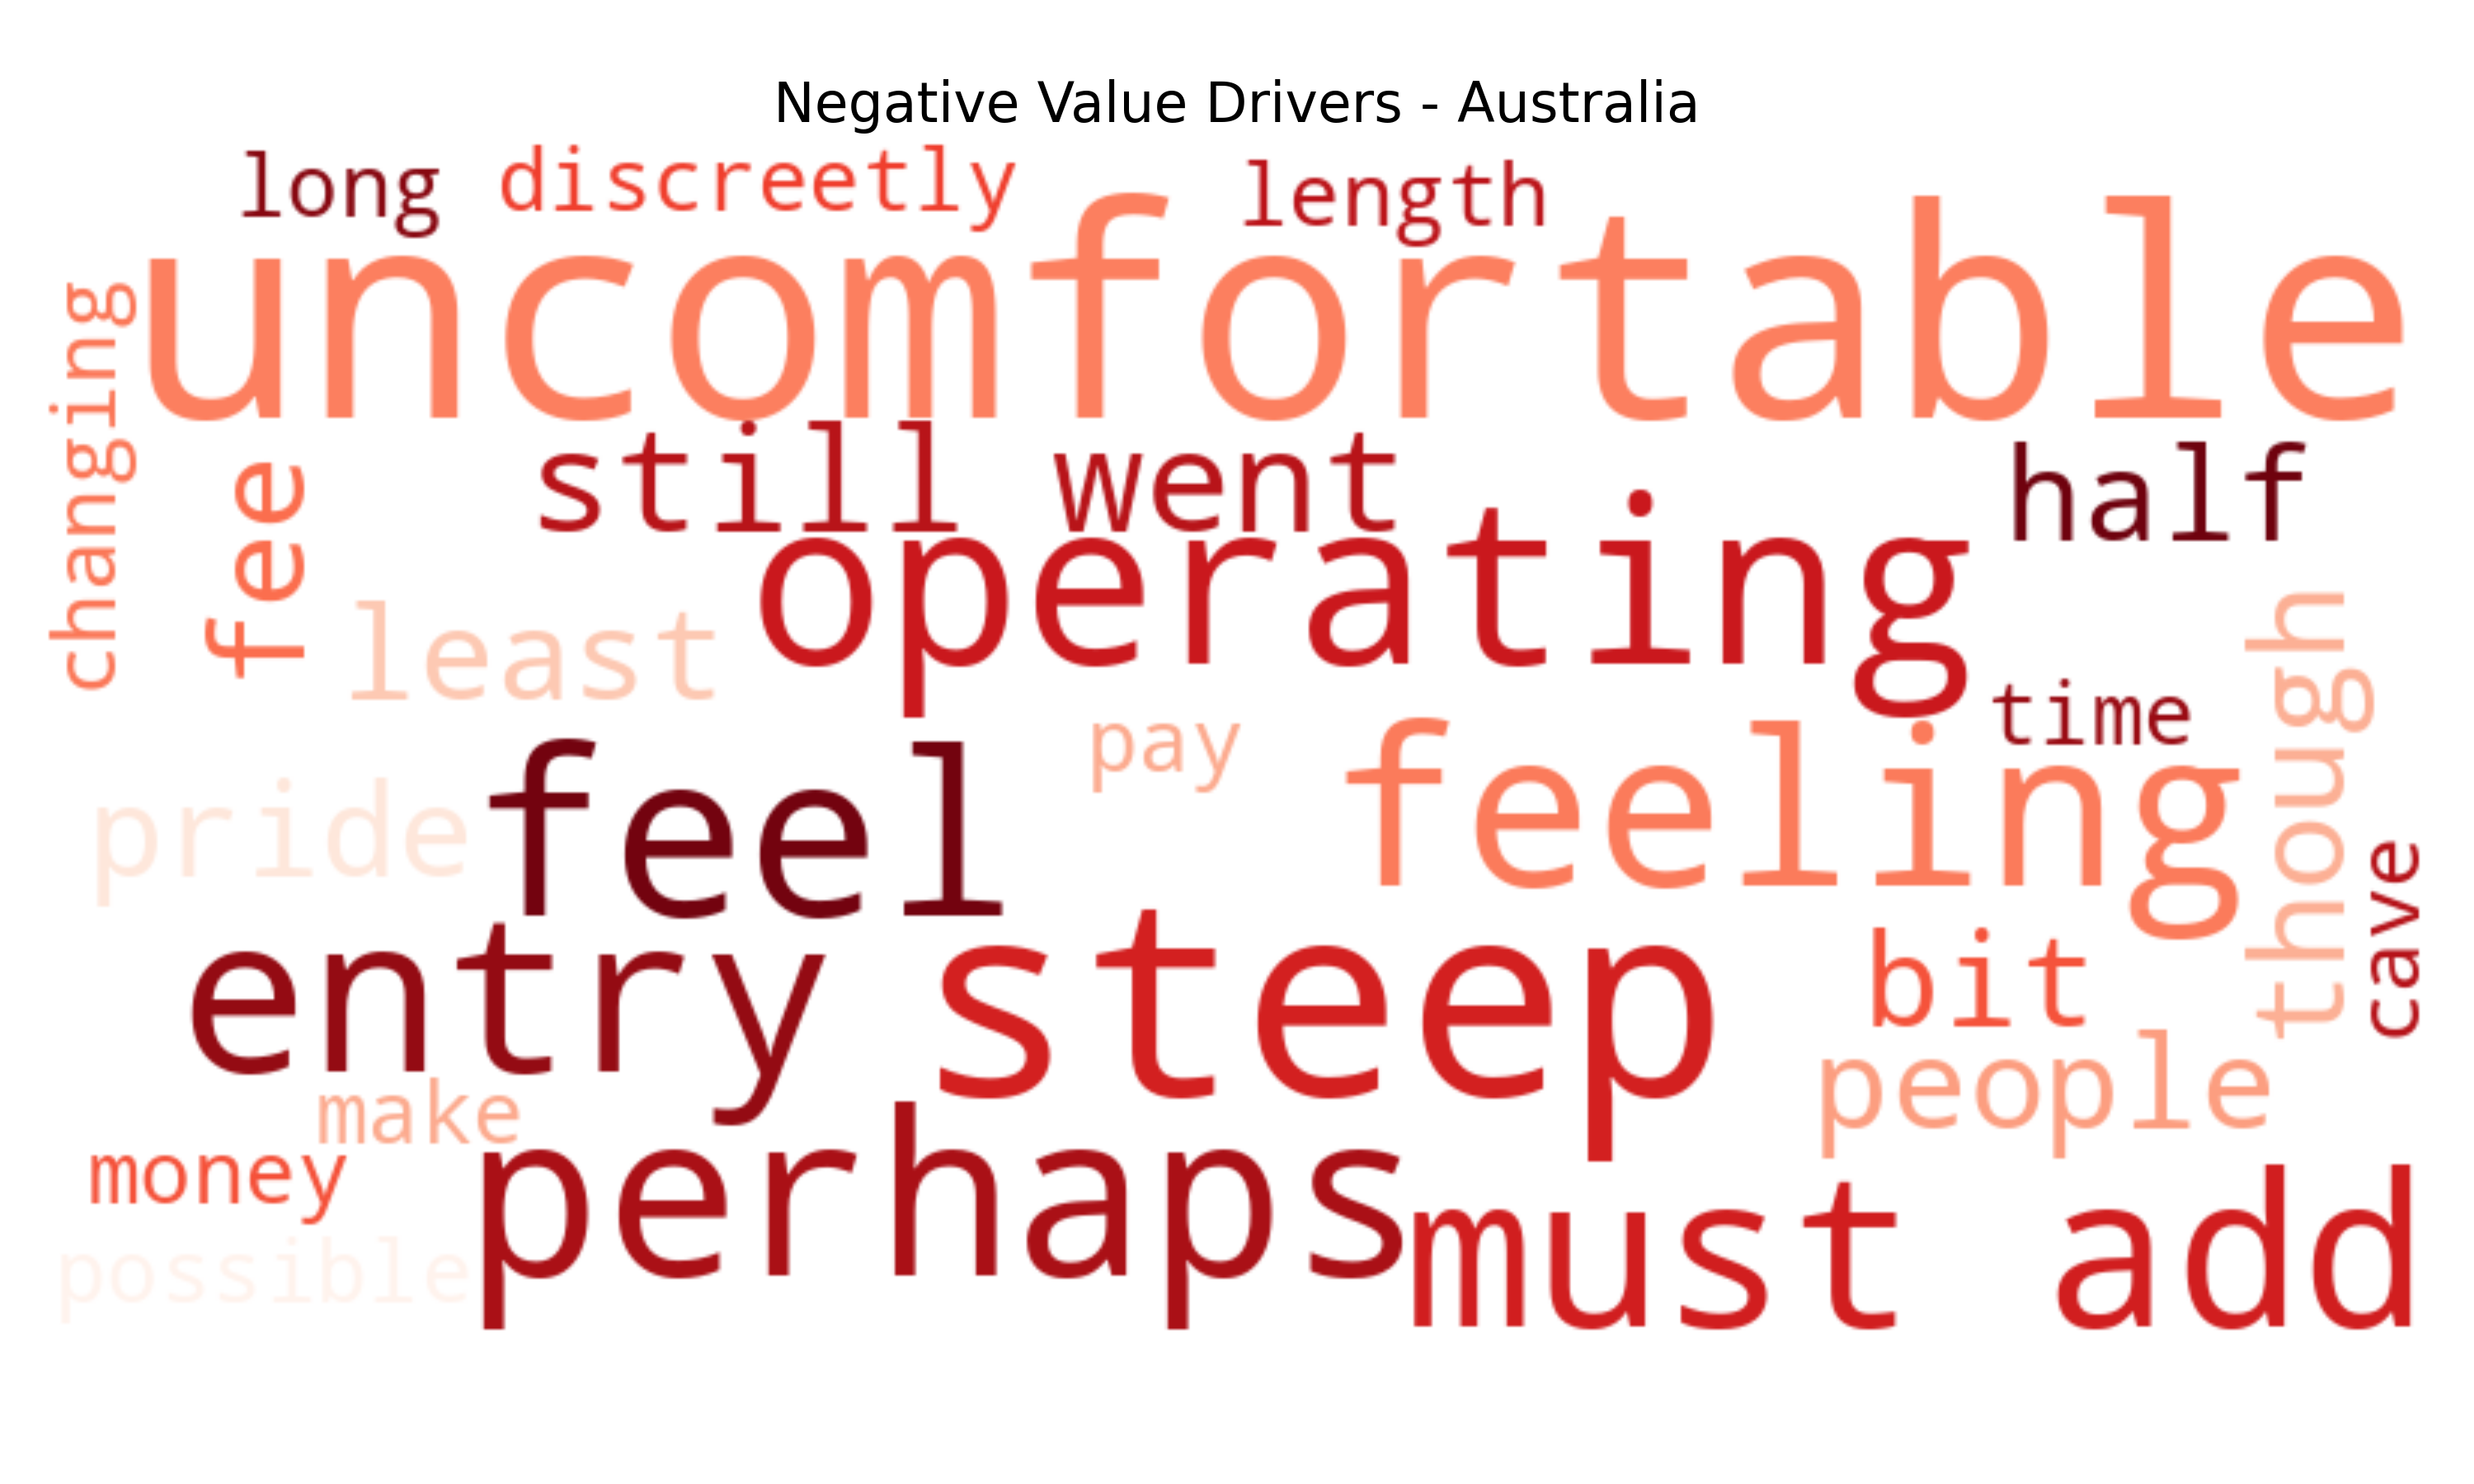 Negative Value Drivers - Australia
long discreetly length
uncomfortable
changing
fee
still went half
operating
least
time
pay
though
feeling
pride feel
cave
entry steep bit
people
make
money perhaps must add
possible